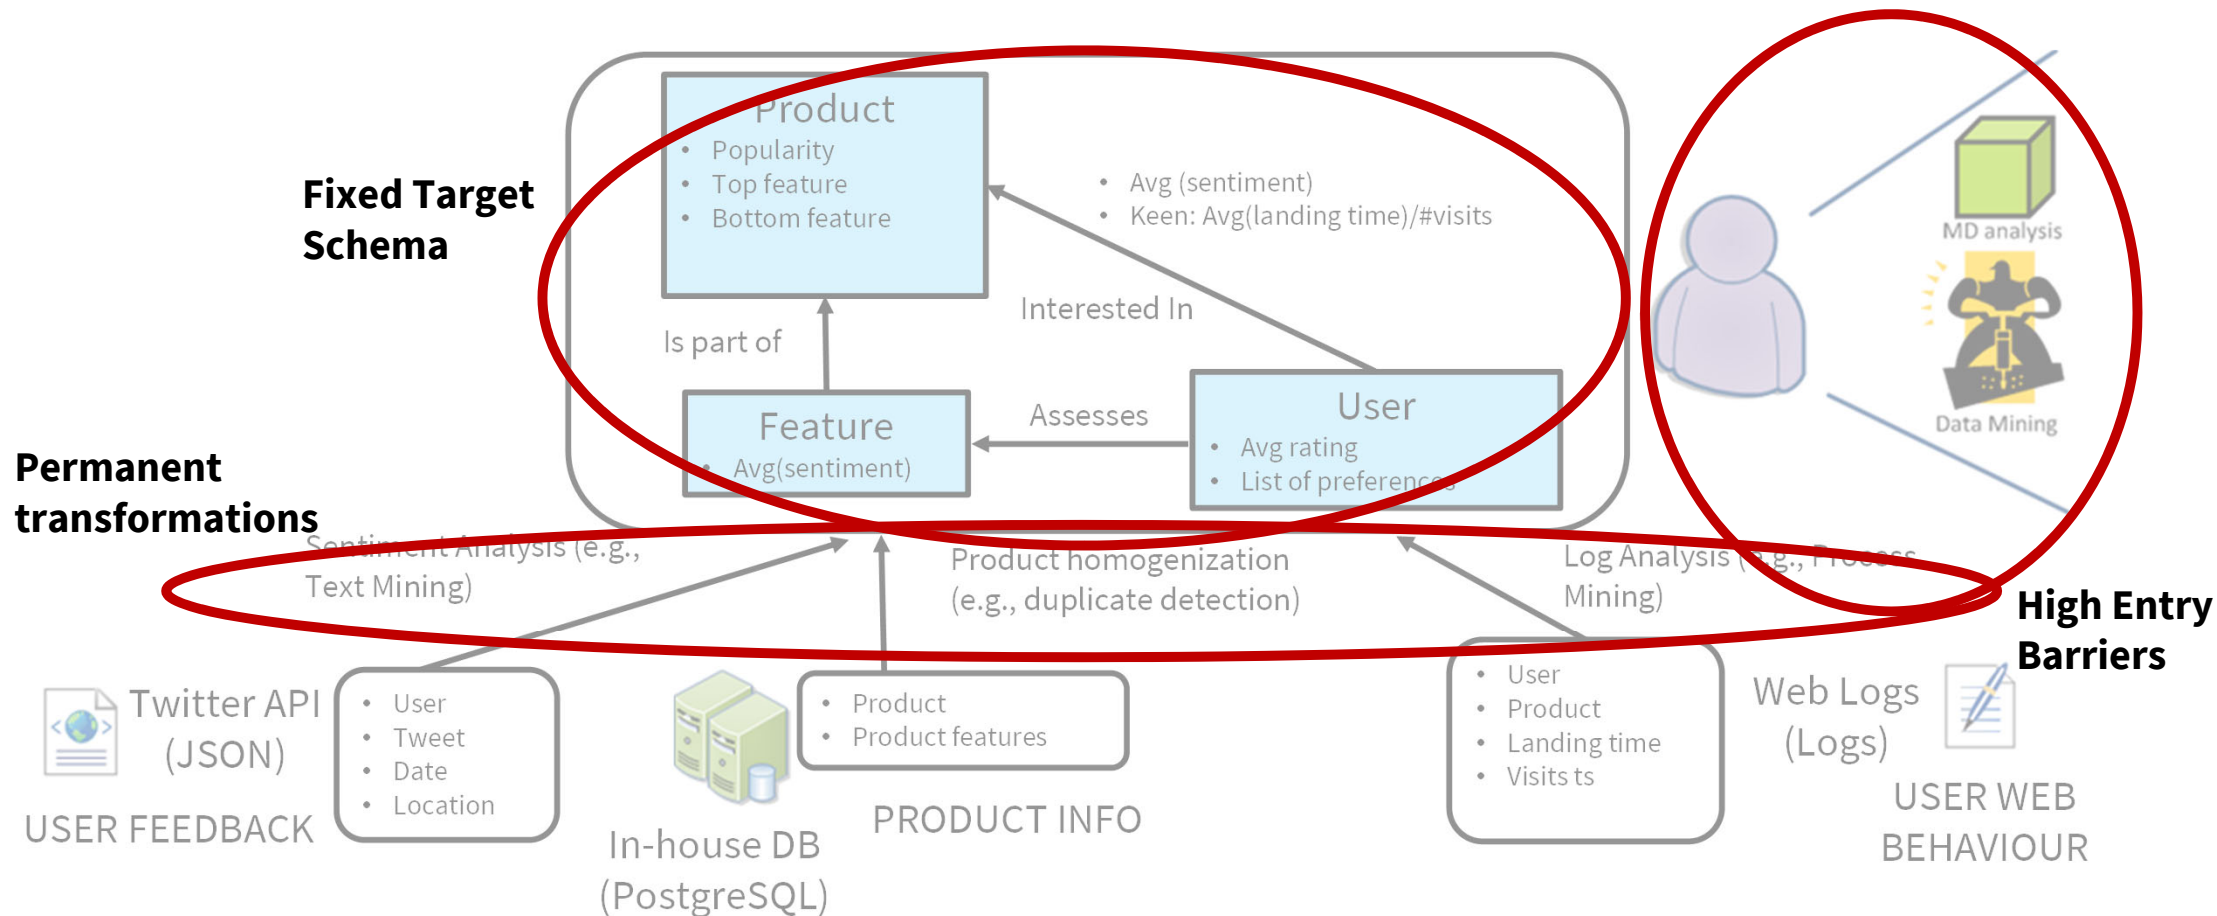 Product
• Popularity
• Top feature
• Bottom feature
Fixed Target
Schema
• Avg (sentiment)
• Keen: Avg(landing time)/#visits
MD analysis
Interested In
Is part of
Data Mining
Feature
• Avg(sentiment)
Assesses
User
• Avg rating
• List of preferences
Permanent
transformations
Sentiment Analysis (e.g.,
Text Mining)
Product homogenization
(e.g., duplicate detection)
Log Analysis (e.g., Process
Mining)
High Entry
Barriers
Twitter API
(JSON)
USER FEEDBACK
• User
• Tweet
• Date
• Location
In-house DB
(PostgreSQL)
• Product
• Product features
PRODUCT INFO
• User
• Product
• Landing time
• Visits ts
Web Logs
(Logs)
USER WEB
BEHAVIOUR